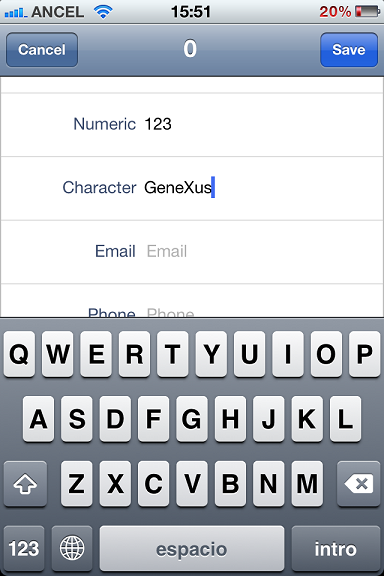 ANCEL 15:51 20%
Cancel 0 Save
Numeric 123
Character GeneXus
Email Email
Phone Phone
Q W E R T Y U I O P
A S D F G H J K L
Z X C V B N M
123 espacio intro